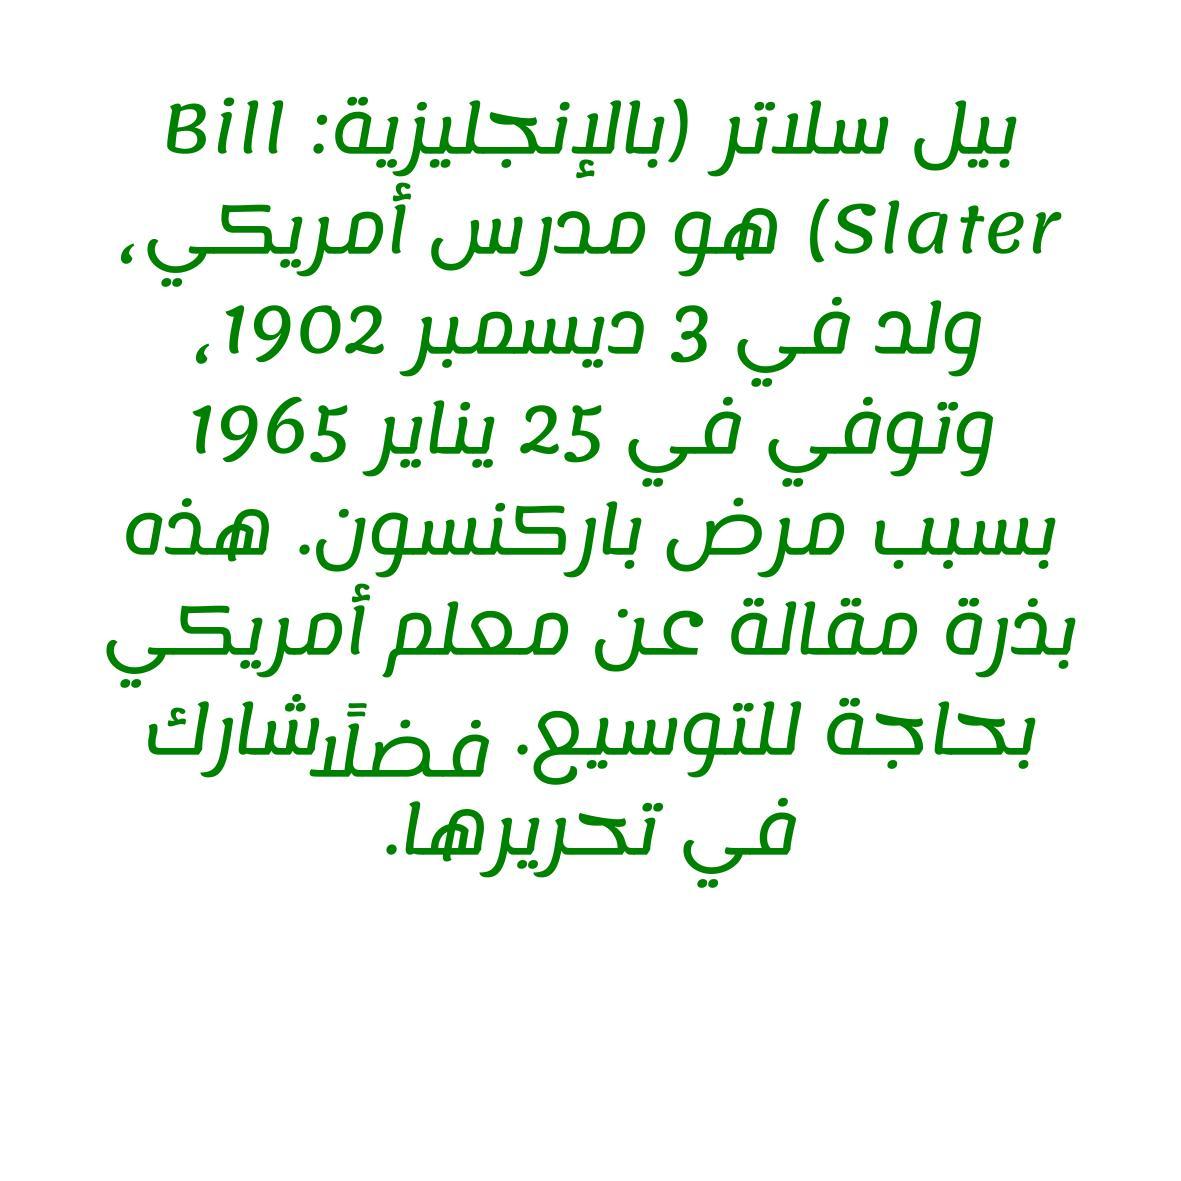 بيل سلاتر (بالإنجليزية: Bill
Slater) هو مدرس أمريكي،
ولد في 3 ديسمبر 1902،
وتوفي في 25 يناير 1965
بسبب مرض باركنسون. هذه
بذرة مقالة عن معلم أمريكي
بحاجة للتوسيع. فضلًا شارك
في تحريرها.